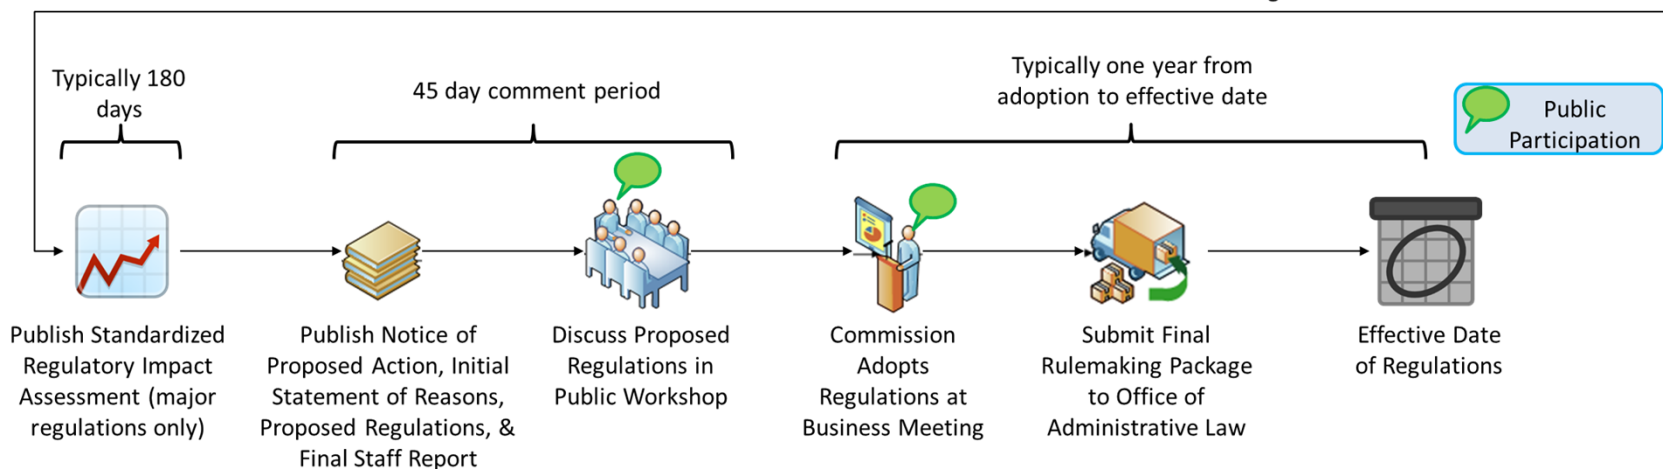 Typically 180
days
45 day comment period
Typically one year from
adoption to effective date
Public
Participation
Publish Standardized
Regulatory Impact
Assessment (major
regulations only)
Publish Notice of
Proposed Action, Initial
Statement of Reasons,
Proposed Regulations, &
Final Staff Report
Discuss Proposed
Regulations in
Public Workshop
Commission
Adopts
Regulations at
Business Meeting
Submit Final
Rulemaking Package
to Office of
Administrative Law
Effective Date
of Regulations